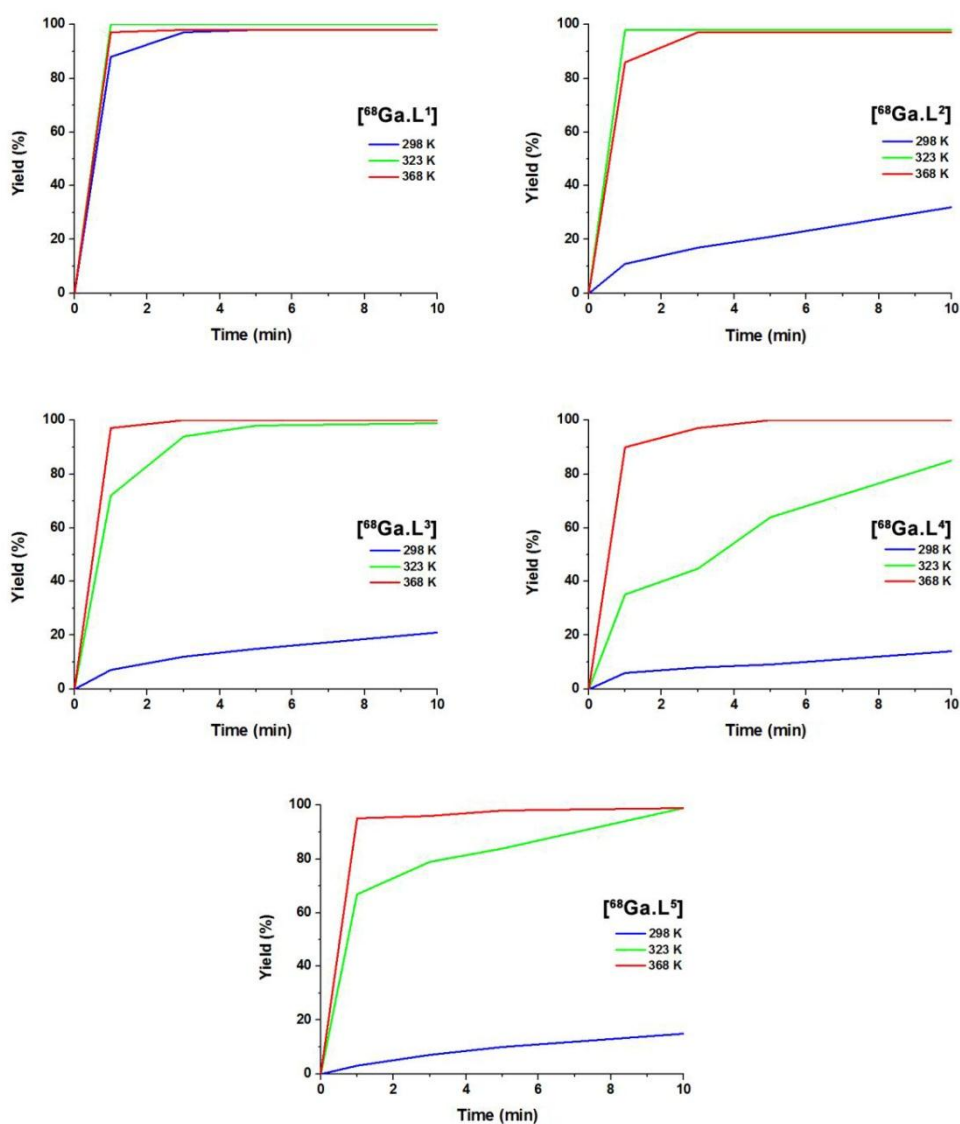 100
80
60
40
20
0
Yield (%)
[⁶⁸Ga.L¹]
298 K
323 K
368 K
0 2 4 6 8 10
Time (min)
100
80
60
40
20
0
Yield (%)
[⁶⁸Ga.L²]
298 K
323 K
368 K
0 2 4 6 8 10
Time (min)
100
80
60
40
20
0
Yield (%)
[⁶⁸Ga.L³]
298 K
323 K
368 K
0 2 4 6 8 10
Time (min)
100
80
60
40
20
0
Yield (%)
[⁶⁸Ga.L⁴]
298 K
323 K
368 K
0 2 4 6 8 10
Time (min)
100
80
60
40
20
0
Yield (%)
[⁶⁸Ga.L⁵]
298 K
323 K
368 K
0 2 4 6 8 10
Time (min)